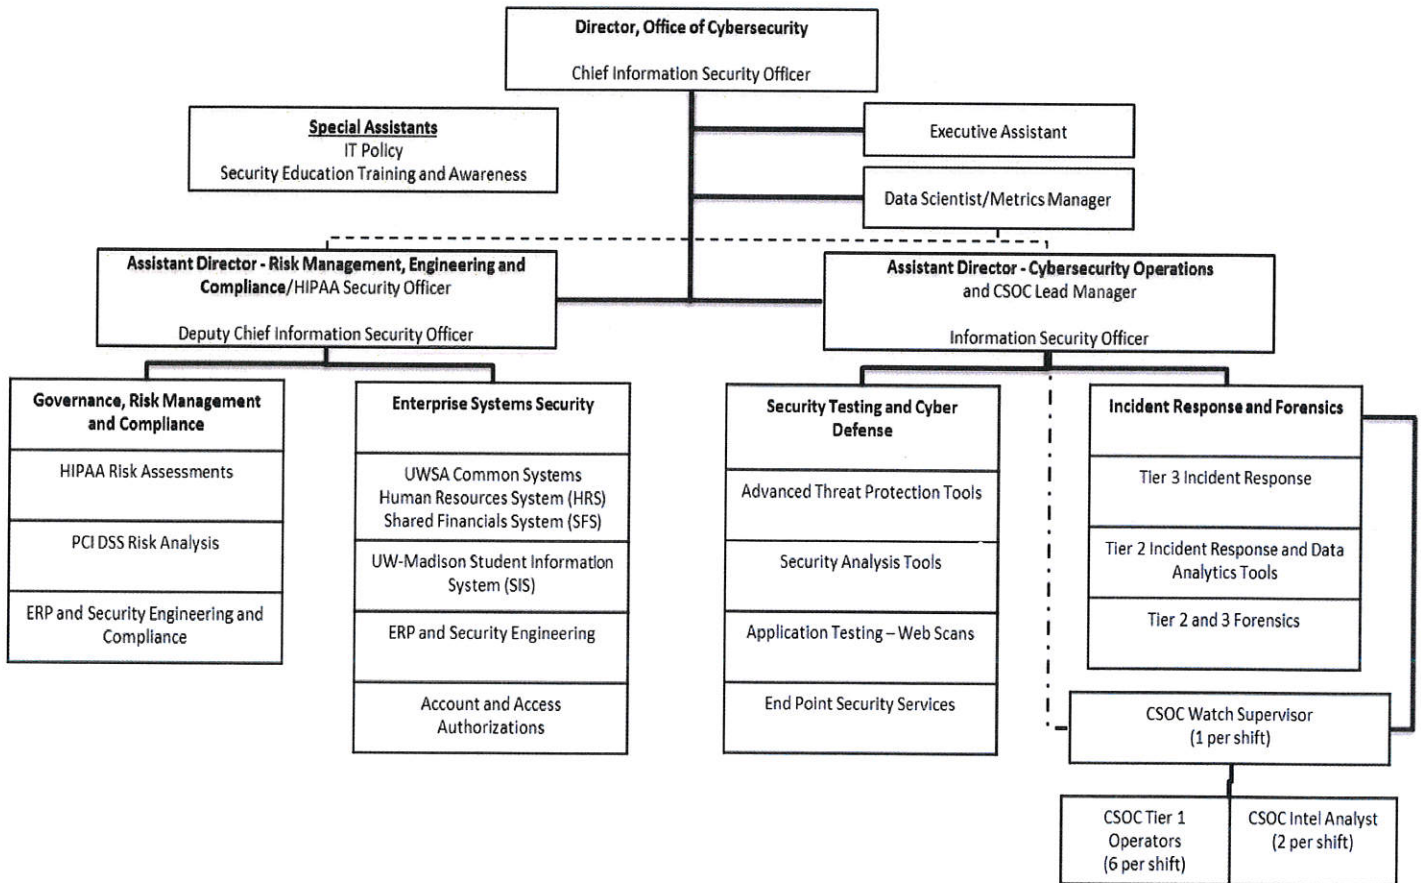 Director, Office of Cybersecurity
Chief Information Security Officer
Special Assistants
IT Policy
Security Education Training and Awareness
Executive Assistant
Data Scientist/Metrics Manager
Assistant Director - Risk Management, Engineering and
Compliance/HIPAA Security Officer
Deputy Chief Information Security Officer
Assistant Director - Cybersecurity Operations
and CSOC Lead Manager
Information Security Officer
Governance, Risk Management
and Compliance
HIPAA Risk Assessments
PCI DSS Risk Analysis
ERP and Security Engineering and
Compliance
Enterprise Systems Security
UWSA Common Systems
Human Resources System (HRS)
Shared Financials System (SFS)
UW-Madison Student Information
System (SIS)
ERP and Security Engineering
Account and Access
Authorizations
Security Testing and Cyber
Defense
Advanced Threat Protection Tools
Security Analysis Tools
Application Testing – Web Scans
End Point Security Services
Incident Response and Forensics
Tier 3 Incident Response
Tier 2 Incident Response and Data
Analytics Tools
Tier 2 and 3 Forensics
CSOC Watch Supervisor
(1 per shift)
CSOC Tier 1
Operators
(6 per shift)
CSOC Intel Analyst
(2 per shift)